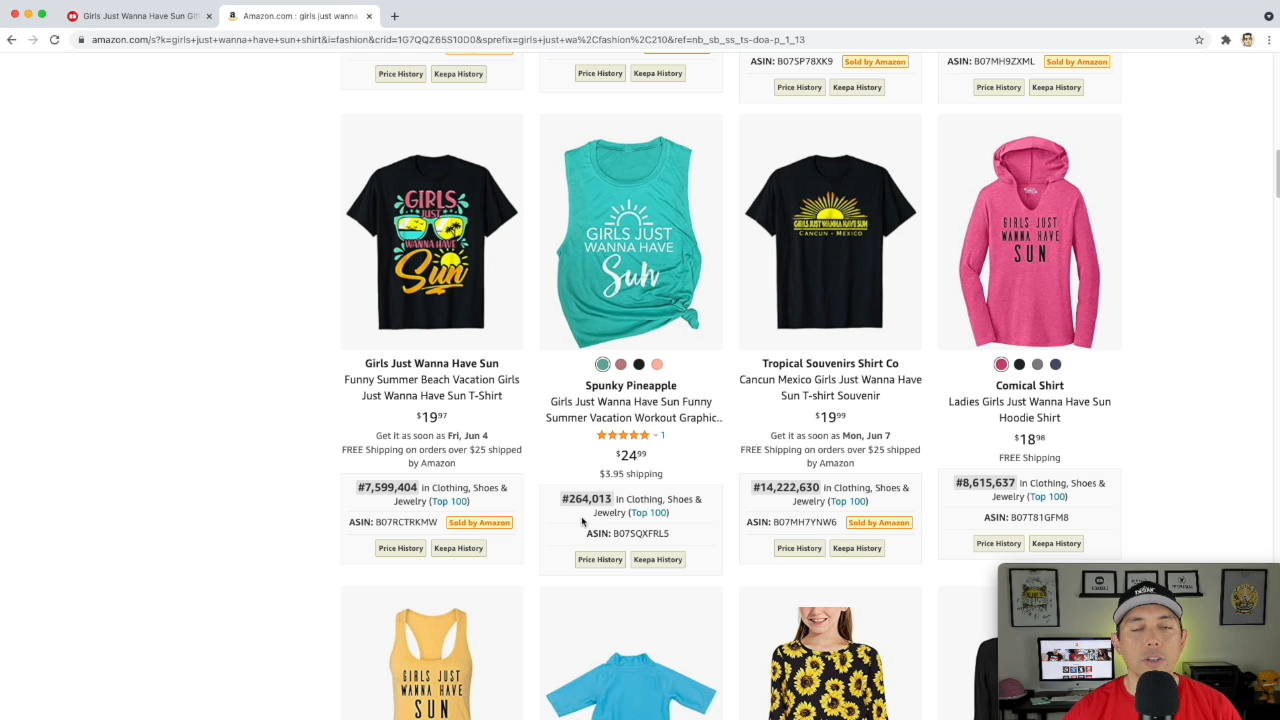 Girls Just Wanna Have Sun Gif
Amazon.com : girls just wanna
amazon.com/s?k=girls+just+wanna+have+sun+shirt&i=fashion&crid=1G7QQZ65S10D0&sprefix=girls+just+wa%2Cfashion%2C210&ref=nb_sb_ss_ts-doa-p_1_13
ASIN: B07SP78XK9 Sold by Amazon
ASIN: B07MH9ZXML Sold by Amazon
Price History Keepa History
Price History Keepa History
Price History Keepa History
Price History Keepa History
GIRLS
JUST
WANNA HAVE
Sun
GIRLS JUST
WANNA HAVE
Sun
GIRLS JUST WANNA HAVE SUN
CANCUN - MEXICO
GIRLS JUST
WANNA HAVE
SUN
Girls Just Wanna Have Sun
Funny Summer Beach Vacation Girls
Just Wanna Have Sun T-Shirt
$19.97
Get it as soon as Fri, Jun 4
FREE Shipping on orders over $25 shipped
by Amazon
#7,599,404 in Clothing, Shoes &
Jewelry (Top 100)
ASIN: B07RCTRKMW Sold by Amazon
Price History Keepa History
Spunky Pineapple
Girls Just Wanna Have Sun Funny
Summer Vacation Workout Graphic...
1
$24.99
$3.95 shipping
#264,013 in Clothing, Shoes &
Jewelry (Top 100)
ASIN: B07SQXFRL5
Price History Keepa History
Tropical Souvenirs Shirt Co
Cancun Mexico Girls Just Wanna Have
Sun T-shirt Souvenir
$19.99
Get it as soon as Mon, Jun 7
FREE Shipping on orders over $25 shipped
by Amazon
#14,222,630 in Clothing, Shoes &
Jewelry (Top 100)
ASIN: B07MH7YNW6 Sold by Amazon
Price History Keepa History
Comical Shirt
Ladies Girls Just Wanna Have Sun
Hoodie Shirt
$18.98
FREE Shipping
#8,615,637 in Clothing, Shoes &
Jewelry (Top 100)
ASIN: B07T81GFM8
Price History Keepa History
GIRLS JUST
WANNA HAVE
SUN